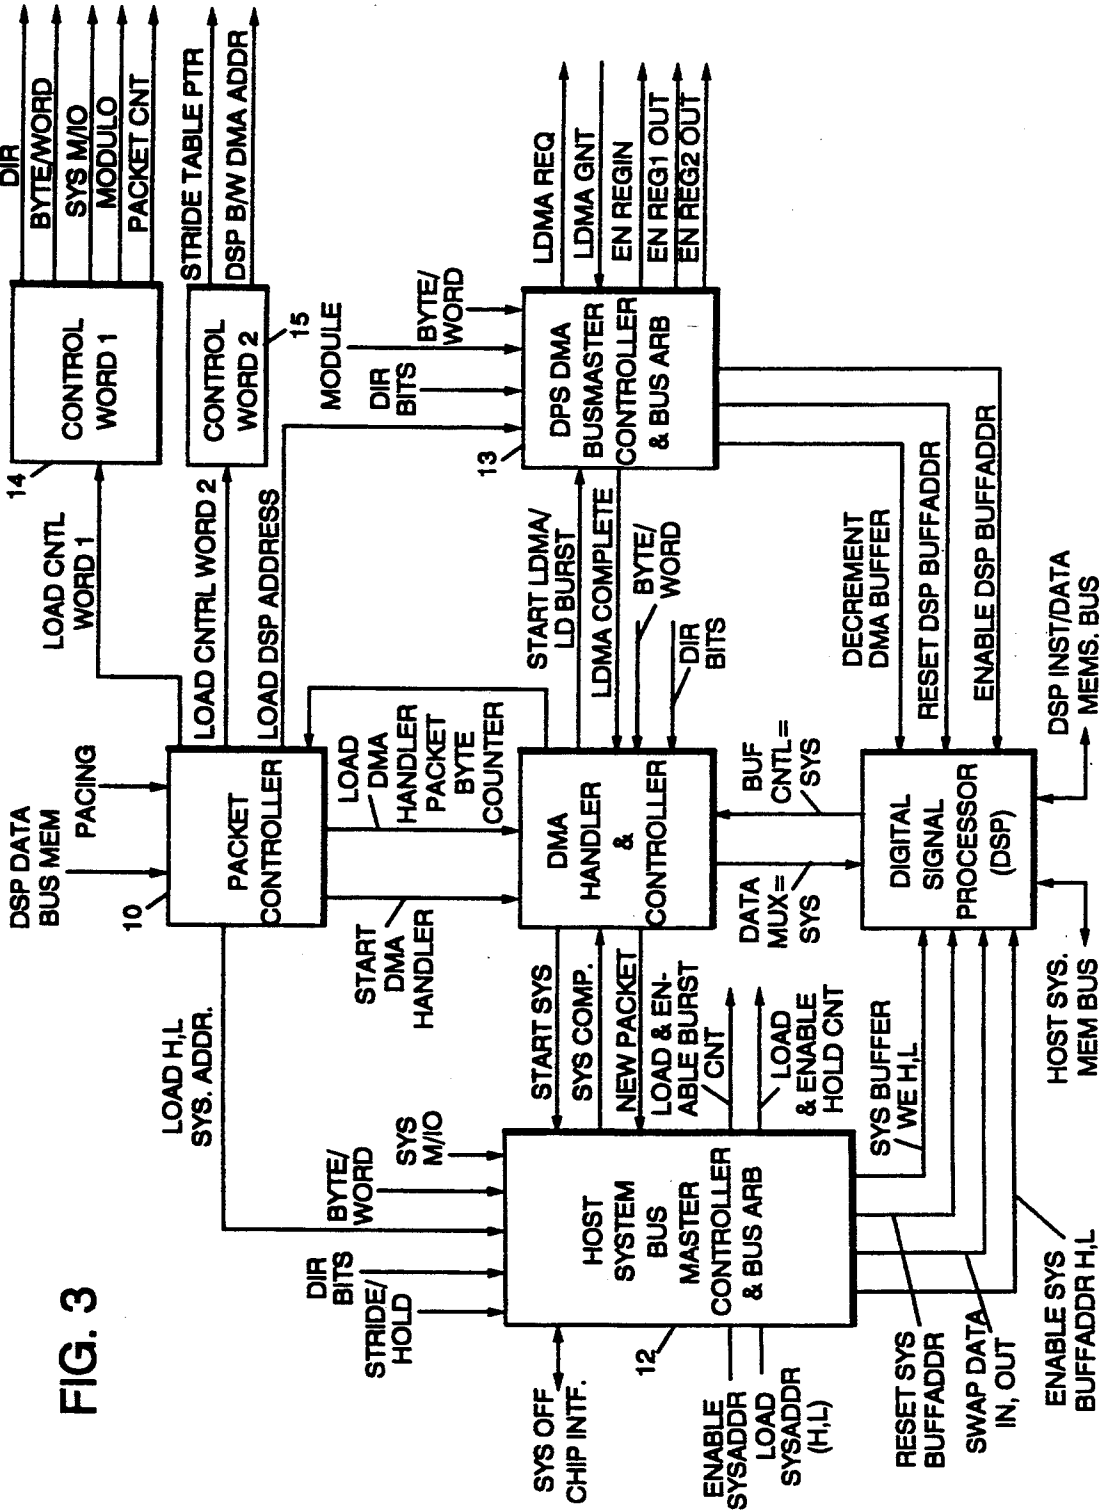 FIG. 3
DSP DATA
BUS MEM
PACING
10
PACKET
CONTROLLER
LOAD CNTL
WORD 1
14
CONTROL
WORD 1
DIR
BYTE/WORD
SYS M/IO
MODULO
PACKET CNT
LOAD CNTRL WORD 2
CONTROL
WORD 2
15
STRIDE TABLE PTR
DSP B/W DMA ADDR
LOAD DSP ADDRESS
LOAD H,L
SYS. ADDR.
START
DMA
HANDLER
LOAD
DMA
HANDLER
PACKET
BYTE
COUNTER
MODULE
DIR
BITS
BYTE/
WORD
13
DPS DMA
BUSMASTER
CONTROLLER
& BUS ARB
LDMA REQ
LDMA GNT
EN REGIN
EN REG1 OUT
EN REG2 OUT
START LDMA/
LD BURST
LDMA COMPLETE
BYTE/
WORD
DIR
BITS
DMA
HANDLER
&
CONTROLLER
START SYS
SYS COMP.
NEW PACKET
LOAD & EN-
ABLE BURST
CNT
LOAD
& ENABLE
HOLD CNT
STRIDE/
HOLD
DIR
BITS
BYTE/
WORD
SYS
M/IO
HOST
SYSTEM
BUS
MASTER
CONTROLLER
& BUS ARB
12
SYS OFF
CHIP INTF.
ENABLE
SYSADDR
LOAD
SYSADDR
(H,L)
DATA
MUX=
SYS
BUF
CNTL=
SYS
DECREMENT
DMA BUFFER
RESET DSP BUFFADDR
ENABLE DSP BUFFADDR
DIGITAL
SIGNAL
PROCESSOR
(DSP)
SYS BUFFER
/ WE H,L
RESET SYS
BUFFADDR
SWAP DATA
IN, OUT
ENABLE SYS
BUFFADDR H,L
HOST SYS.
MEM BUS
DSP INST/DATA
MEMS. BUS